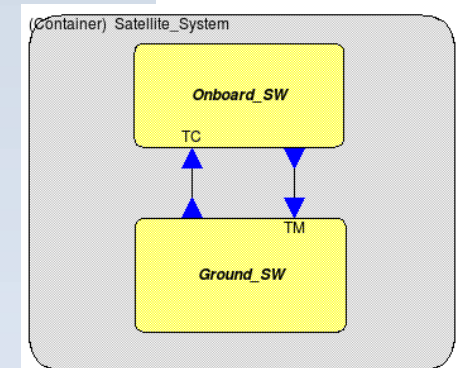 (Container) Satellite_System
Onboard_SW
TC
TM
Ground_SW